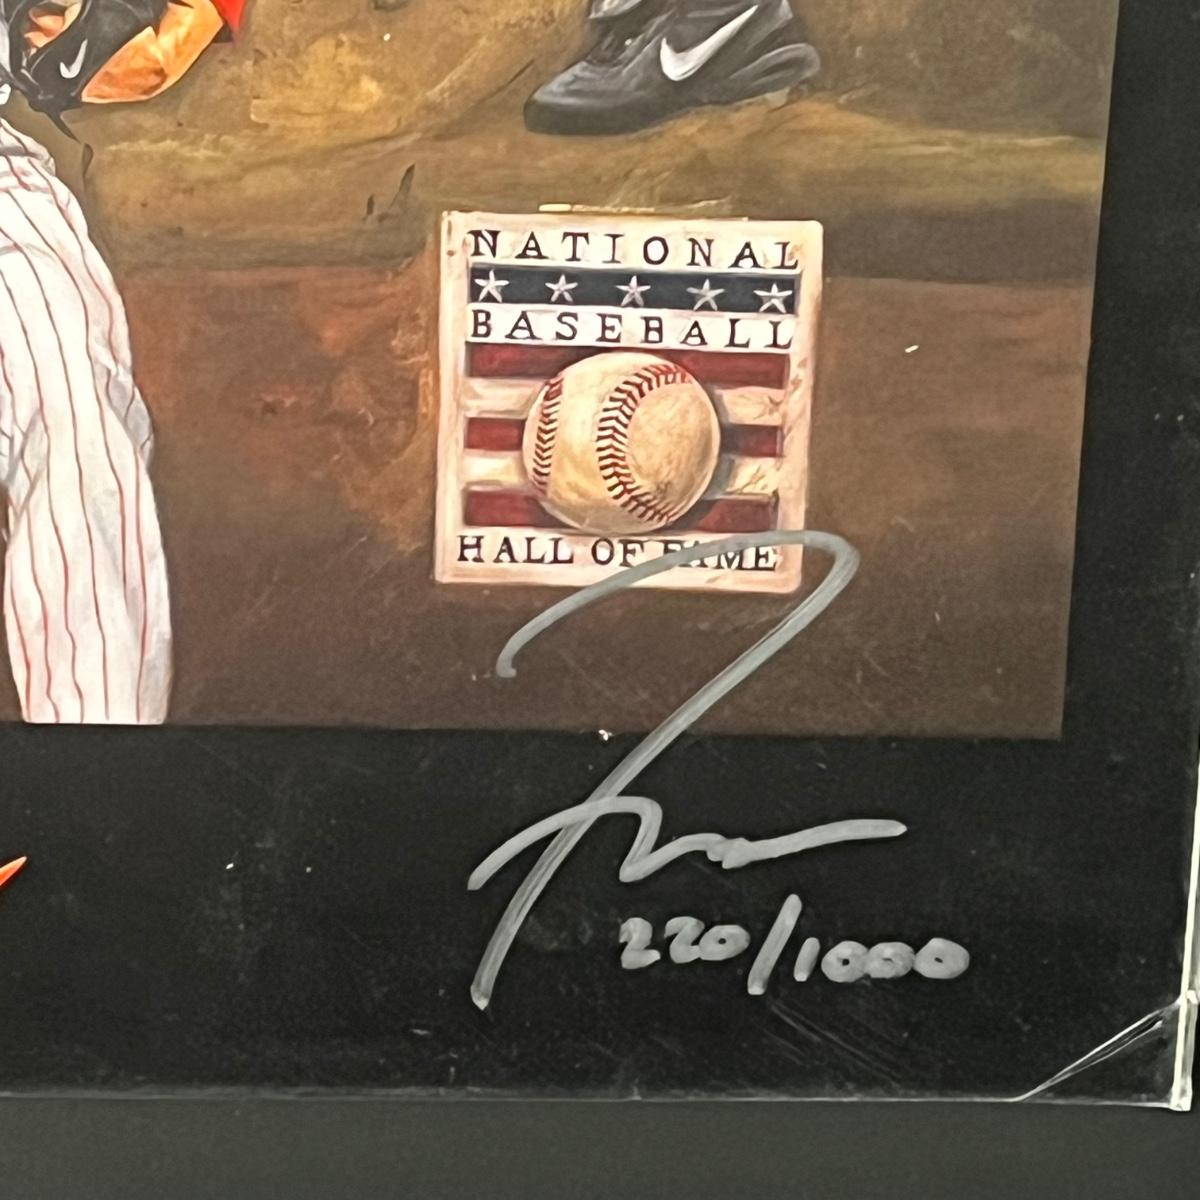 NATIONAL
BASEBALL
HALL OF FAME
220/1000